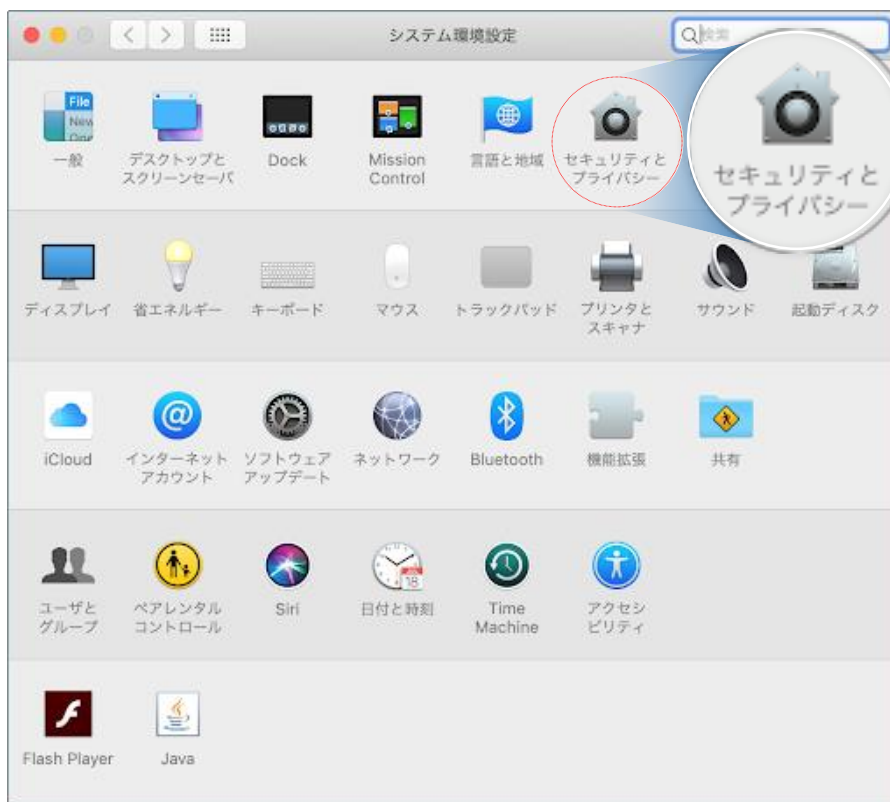 システム環境設定
検索
File
New
One
一般
デスクトップと
スクリーンセーバ
Dock
Mission
Control
言語と地域
セキュリティと
プライバシー
セキュリティと
プライバシー
ディスプレイ
省エネルギー
キーボード
マウス
トラックパッド
プリンタと
スキャナ
サウンド
起動ディスク
iCloud
@
インターネット
アカウント
ソフトウェア
アップデート
ネットワーク
Bluetooth
機能拡張
共有
ユーザと
グループ
ペアレンタル
コントロール
Siri
18
日付と時刻
Time
Machine
アクセシ
ビリティ
Flash Player
Java